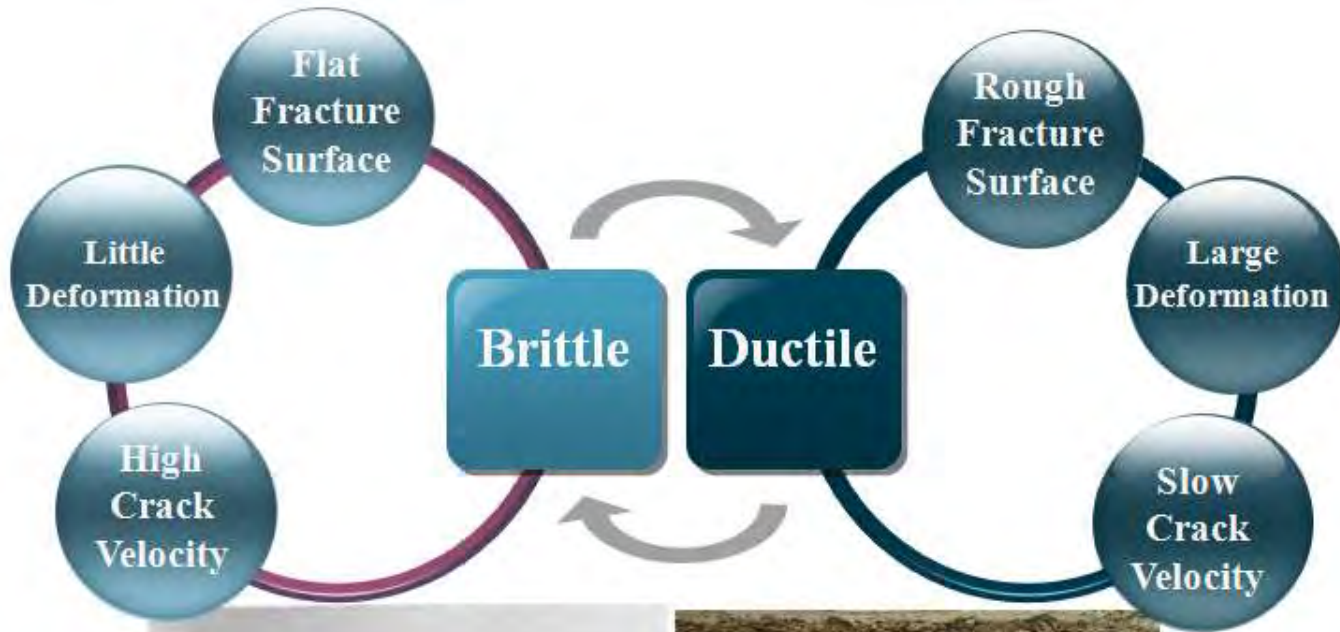 Flat
Fracture
Surface
Little
Deformation
High
Crack
Velocity
Brittle
Ductile
Rough
Fracture
Surface
Large
Deformation
Slow
Crack
Velocity